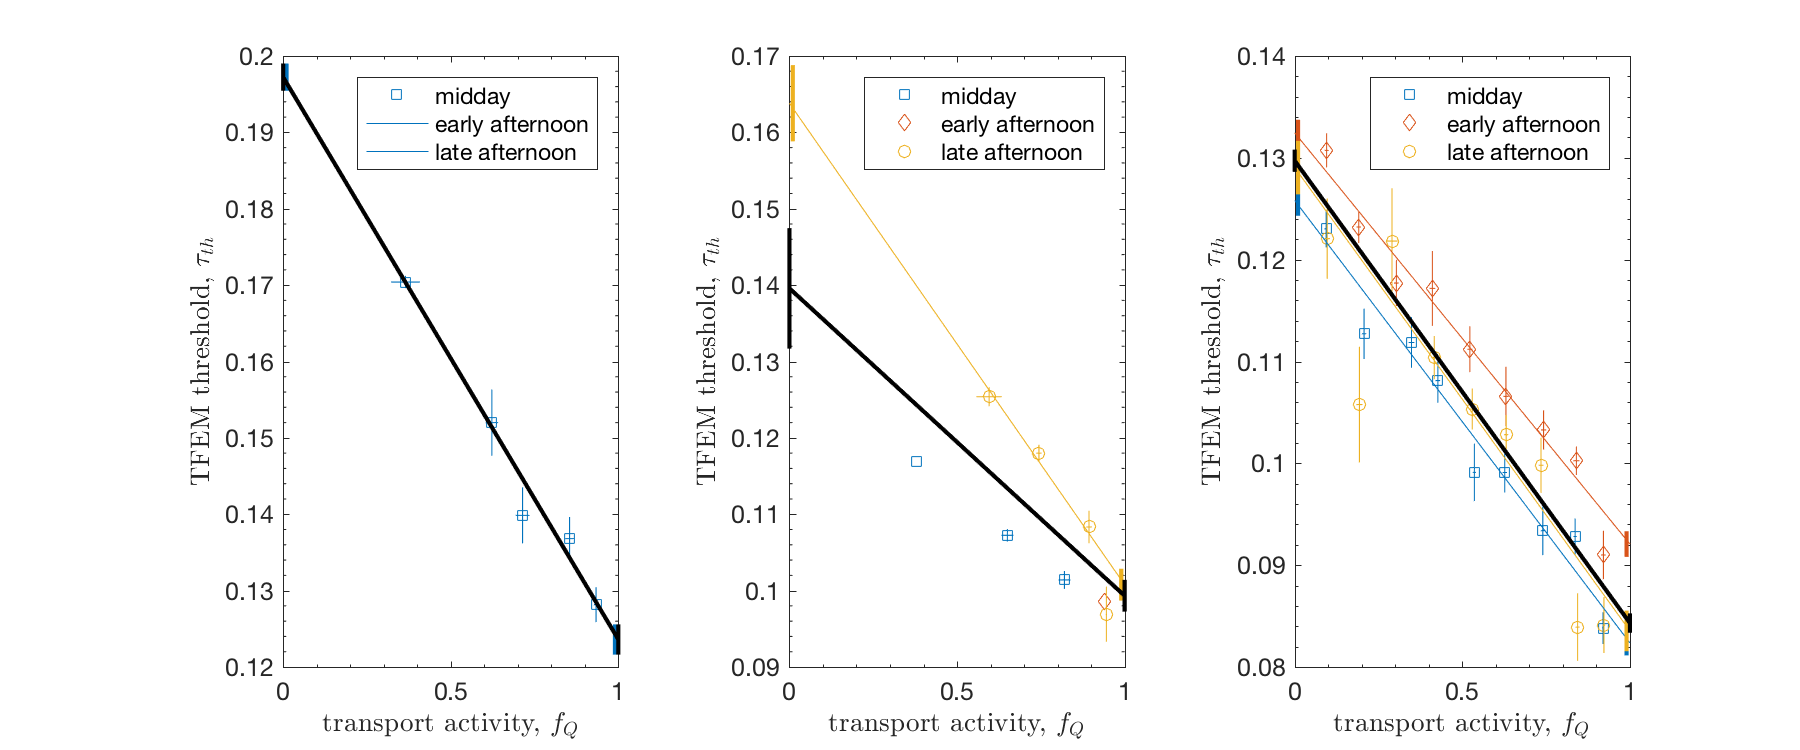 0.2
0.19
0.18
0.17
0.16
0.15
0.14
0.13
0.12
0
0.5
1
TFEM threshold, τth
transport activity, fQ
midday
early afternoon
late afternoon
0.17
0.16
0.15
0.14
0.13
0.12
0.11
0.1
0.09
0
0.5
1
TFEM threshold, τth
transport activity, fQ
midday
early afternoon
late afternoon
0.14
0.13
0.12
0.11
0.1
0.09
0.08
0
0.5
1
TFEM threshold, τth
transport activity, fQ
midday
early afternoon
late afternoon